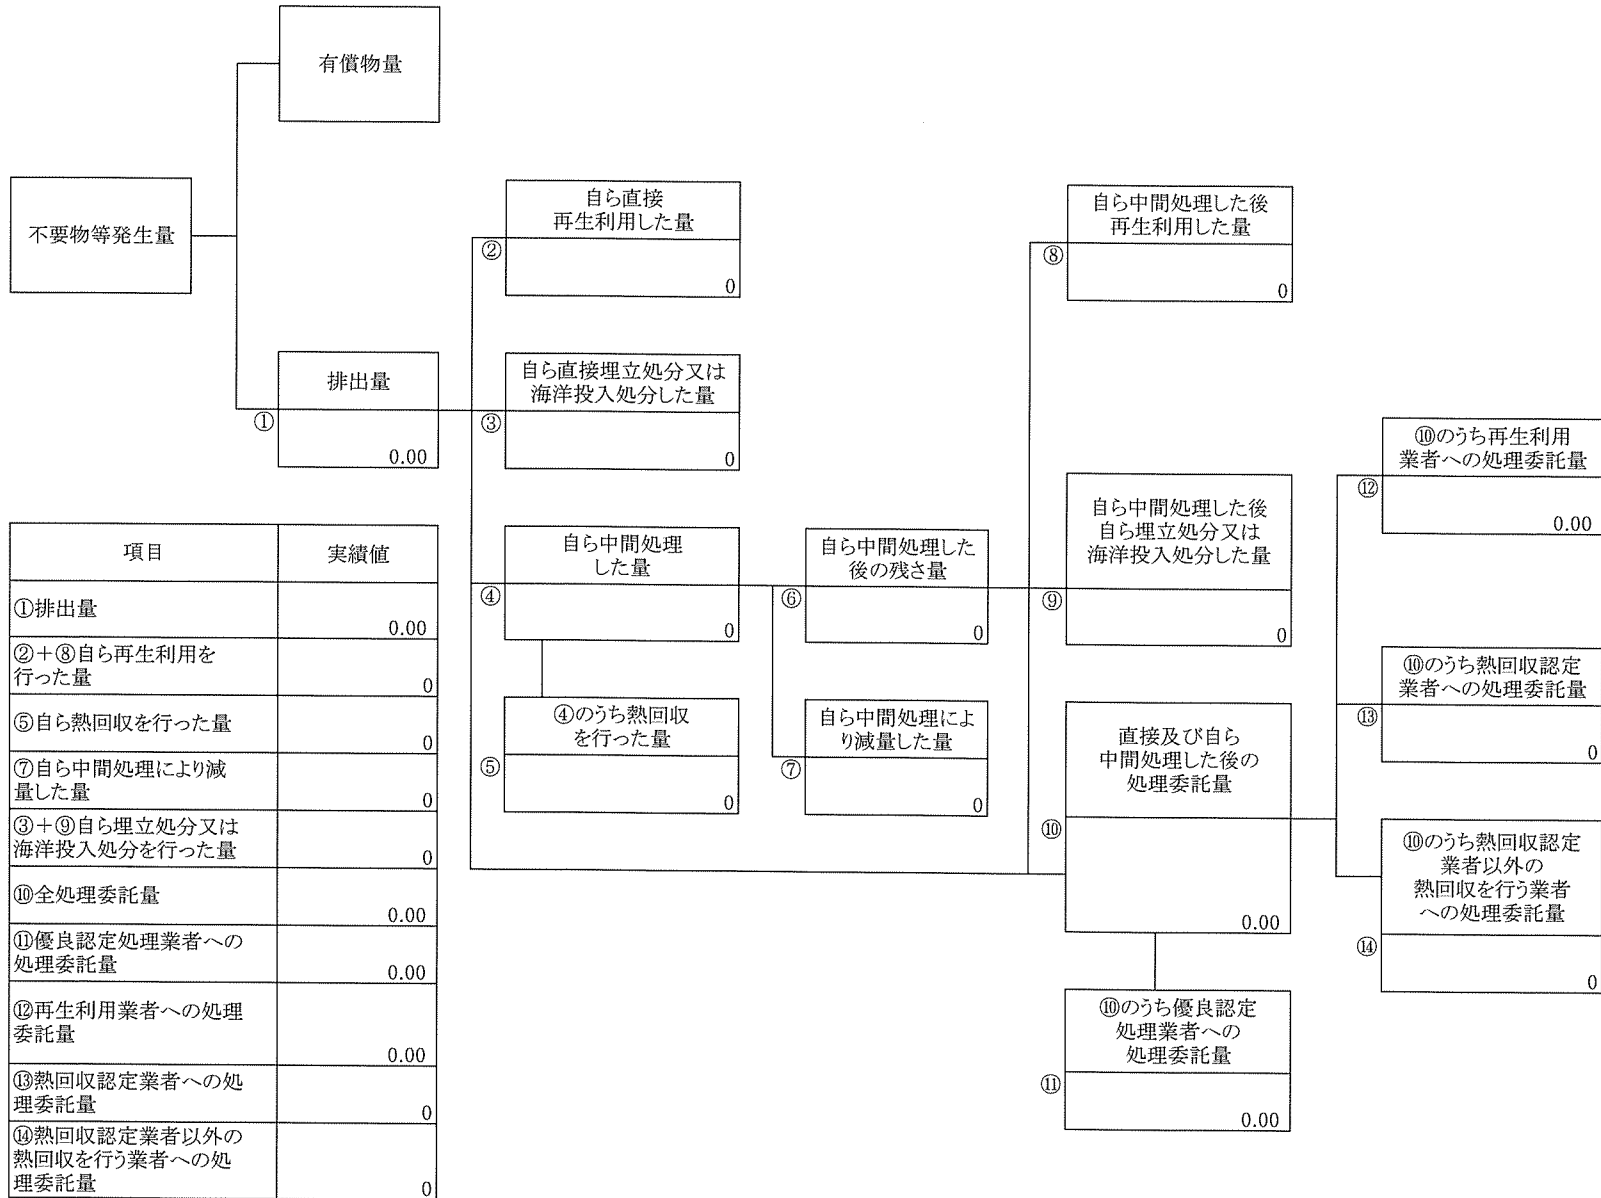 有償物量
不要物等発生量
排出量
①
0.00
自ら直接
再生利用した量
②
0
自ら直接埋立処分又は
海洋投入処分した量
③
0
自ら中間処理
した量
④
0
④のうち熱回収
を行った量
⑤
0
自ら中間処理した
後の残さ量
⑥
0
自ら中間処理によ
り減量した量
⑦
0
自ら中間処理した後
再生利用した量
⑧
0
自ら中間処理した後
自ら埋立処分又は
海洋投入処分した量
⑨
0
直接及び自ら
中間処理した後の
処理委託量
⑩
0.00
⑩のうち優良認定
処理業者への
処理委託量
⑪
0.00
⑩のうち再生利用
業者への処理委託量
⑫
0.00
⑩のうち熱回収認定
業者への処理委託量
⑬
0
⑩のうち熱回収認定
業者以外の
熱回収を行う業者
への処理委託量
⑭
0
項目 実績値
①排出量
0.00
②+⑧自ら再生利用を
行った量
0
⑤自ら熱回収を行った量
0
⑦自ら中間処理により減
量した量
0
③+⑨自ら埋立処分又は
海洋投入処分を行った量
0
⑩全処理委託量
0.00
⑪優良認定処理業者への
処理委託量
0.00
⑫再生利用業者への処理
委託量
0.00
⑬熱回収認定業者への処
理委託量
0
⑭熱回収認定業者以外の
熱回収を行う業者への処
理委託量
0